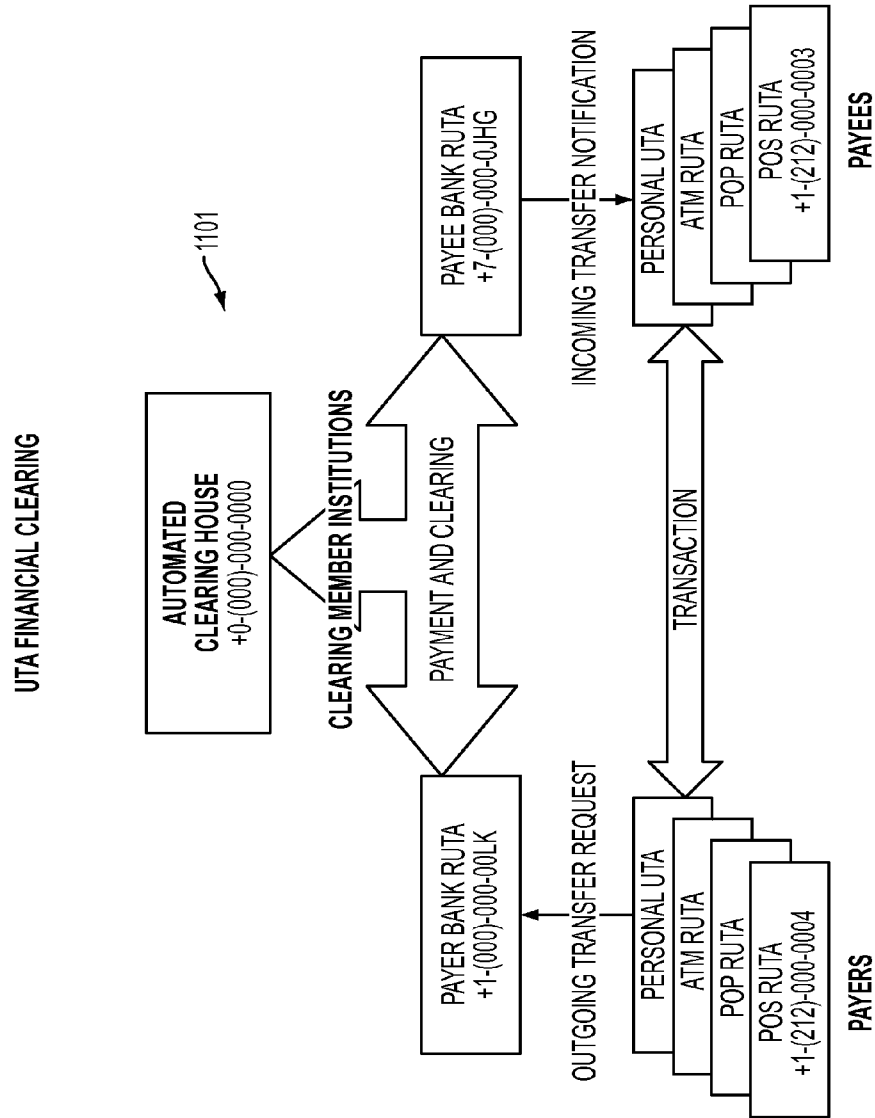 UTA FINANCIAL CLEARING
1101
AUTOMATED
CLEARING HOUSE
+0-(000)-000-0000
CLEARING MEMBER INSTITUTIONS
PAYMENT AND CLEARING
PAYER BANK RUTA
+1-(000)-000-00LK
PAYEE BANK RUTA
+7-(000)-000-0JHG
OUTGOING TRANSFER REQUEST
INCOMING TRANSFER NOTIFICATION
PERSONAL UTA
ATM RUTA
POP RUTA
POS RUTA
+1-(212)-000-0004
TRANSACTION
PERSONAL UTA
ATM RUTA
POP RUTA
POS RUTA
+1-(212)-000-0003
PAYERS
PAYEES